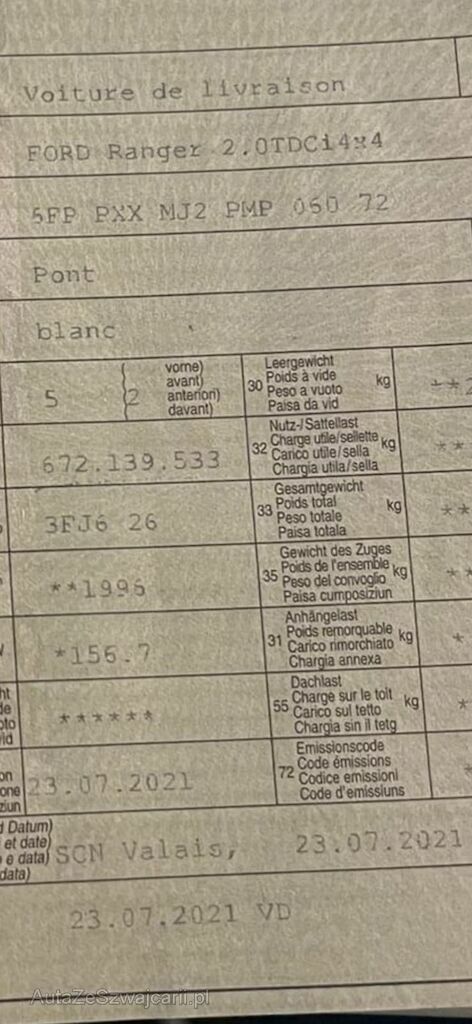 Voiture de livraison
FORD Ranger 2.0TDCi4x4
6FP PXX MJ2 PMP 060 72
Pont
blanc
5 (2 vorne) avant) anterion) davant) 30 Leergewicht Poids à vide Peso a vuoto Paisa da vid kg **
672.139.533 32 Nutz-/Sattellast Charge utile/sellette Carico utile/sella Chargia utila/sella kg **
3FJ6 26 33 Gesamtgewicht Poids total Peso totale Paisa totala kg **
**1996 35 Gewicht des Zuges Poids de l'ensemble Peso del convoglio Paisa cumposiziun kg **
*156.7 31 Anhängelast Poids remorquable Carico rimorchiato Chargia annexa kg *
****** 55 Dachlast Charge sur le toit Carico sul tetto Chargia sin il tetg kg *
23.07.2021 72 Emissionscode Code émissions Codice emissioni Code d'emissiuns
Datum)
et date)
e data) SCN Valais, 23.07.2021
data)
23.07.2021 VD
AutaZeSzwajcarii.pl